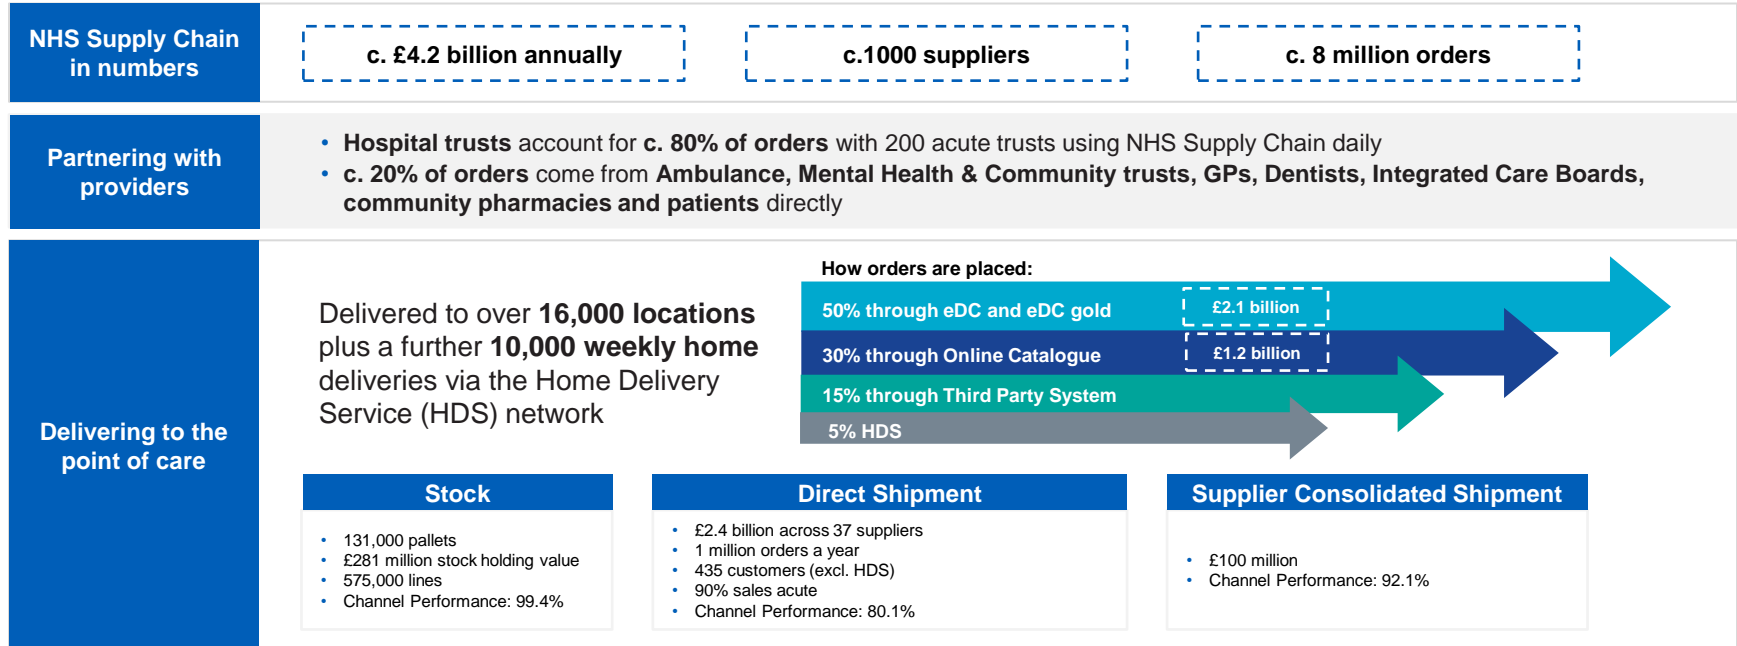 NHS Supply Chain
in numbers
c. £4.2 billion annually
c.1000 suppliers
c. 8 million orders
Partnering with
providers
• Hospital trusts account for c. 80% of orders with 200 acute trusts using NHS Supply Chain daily
• c. 20% of orders come from Ambulance, Mental Health & Community trusts, GPs, Dentists, Integrated Care Boards,
community pharmacies and patients directly
Delivering to the
point of care
Delivered to over 16,000 locations
plus a further 10,000 weekly home
deliveries via the Home Delivery
Service (HDS) network
How orders are placed:
50% through eDC and eDC gold
£2.1 billion
30% through Online Catalogue
£1.2 billion
15% through Third Party System
5% HDS
Stock
• 131,000 pallets
• £281 million stock holding value
• 575,000 lines
• Channel Performance: 99.4%
Direct Shipment
• £2.4 billion across 37 suppliers
• 1 million orders a year
• 435 customers (excl. HDS)
• 90% sales acute
• Channel Performance: 80.1%
Supplier Consolidated Shipment
• £100 million
• Channel Performance: 92.1%